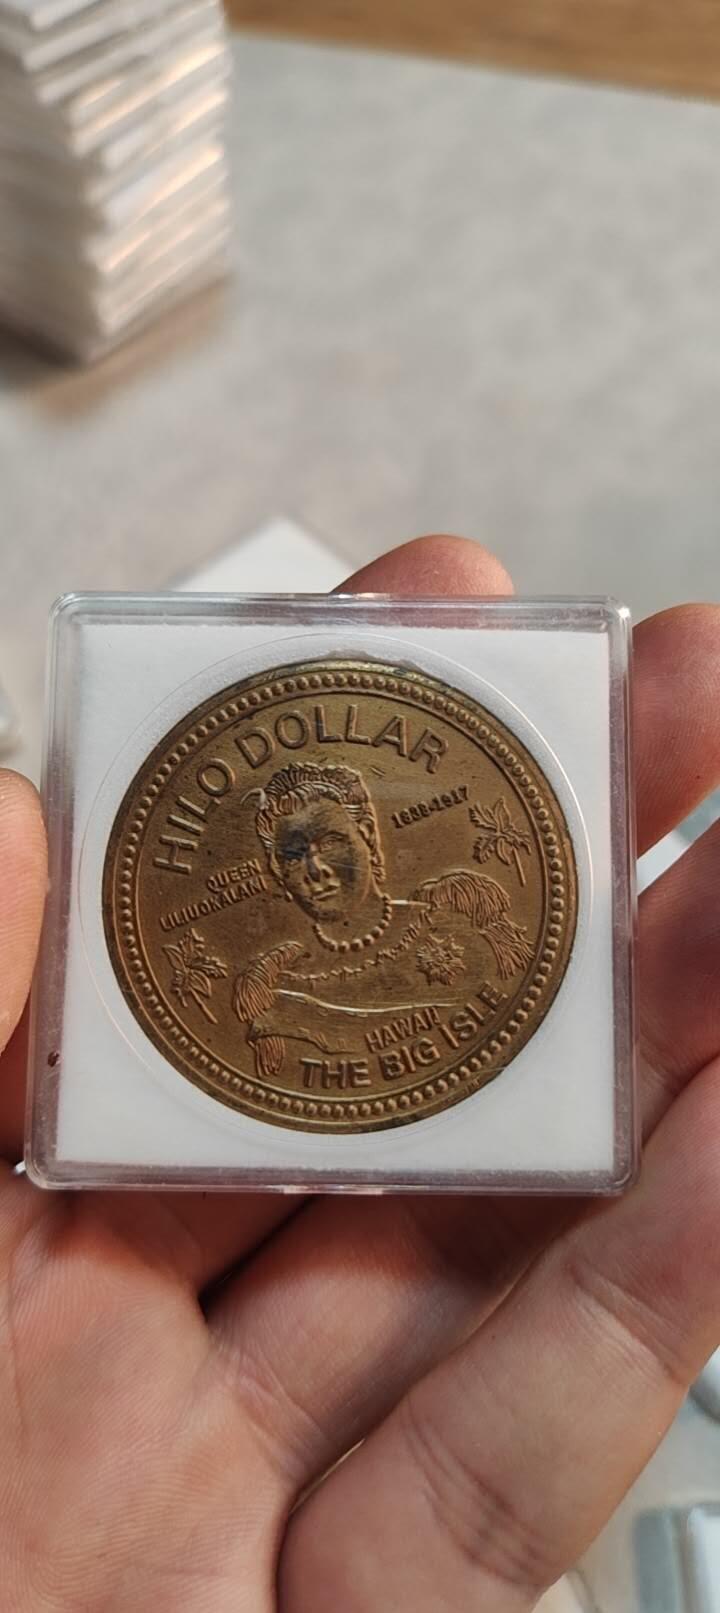 HILO DOLLAR
1838-1917
QUEEN
LILIUOKALANI
HAWAII
THE BIG ISLE